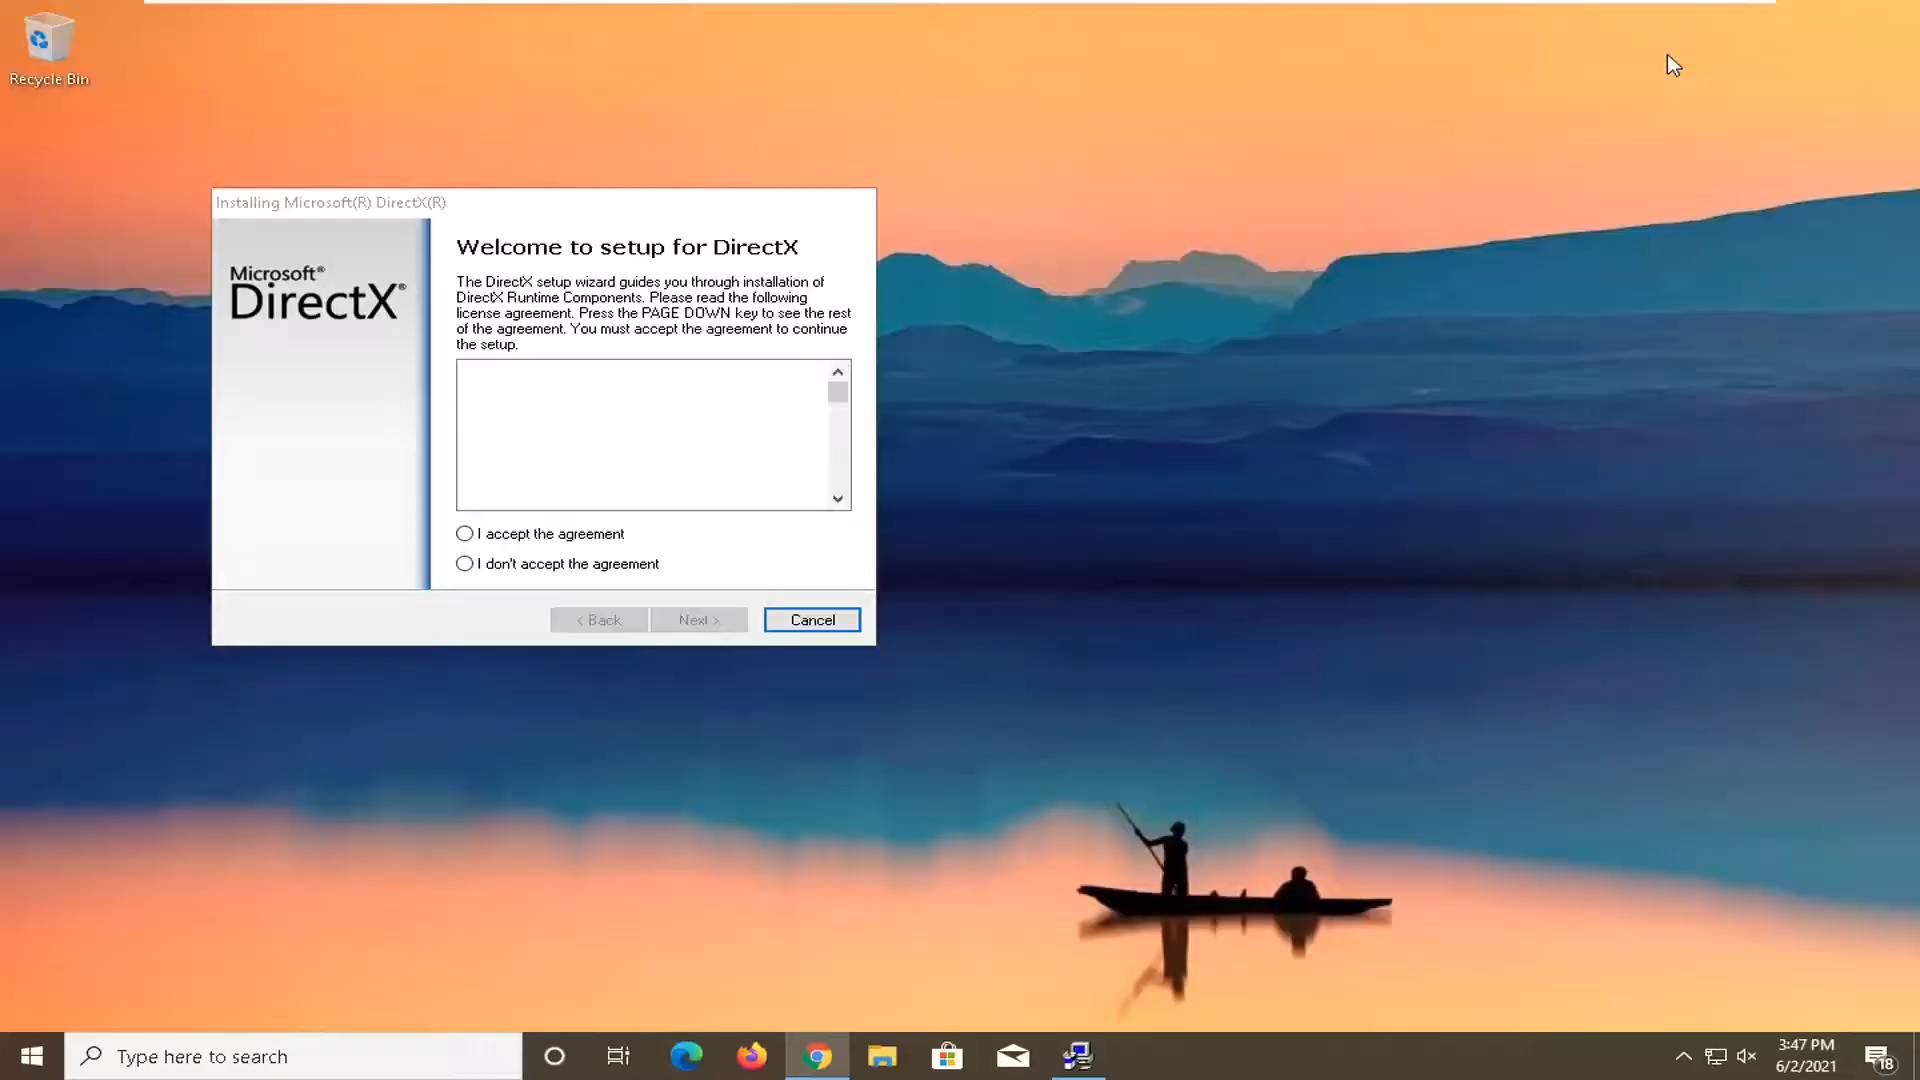 Recycle Bin
Installing Microsoft(R) DirectX(R)
Microsoft®
DirectX®
Welcome to setup for DirectX
The DirectX setup wizard guides you through installation of
DirectX Runtime Components. Please read the following
license agreement. Press the PAGE DOWN key to see the rest
of the agreement. You must accept the agreement to continue
the setup.
I accept the agreement
I don't accept the agreement
< Back
Next >
Cancel
Type here to search
3:47 PM
6/2/2021
18